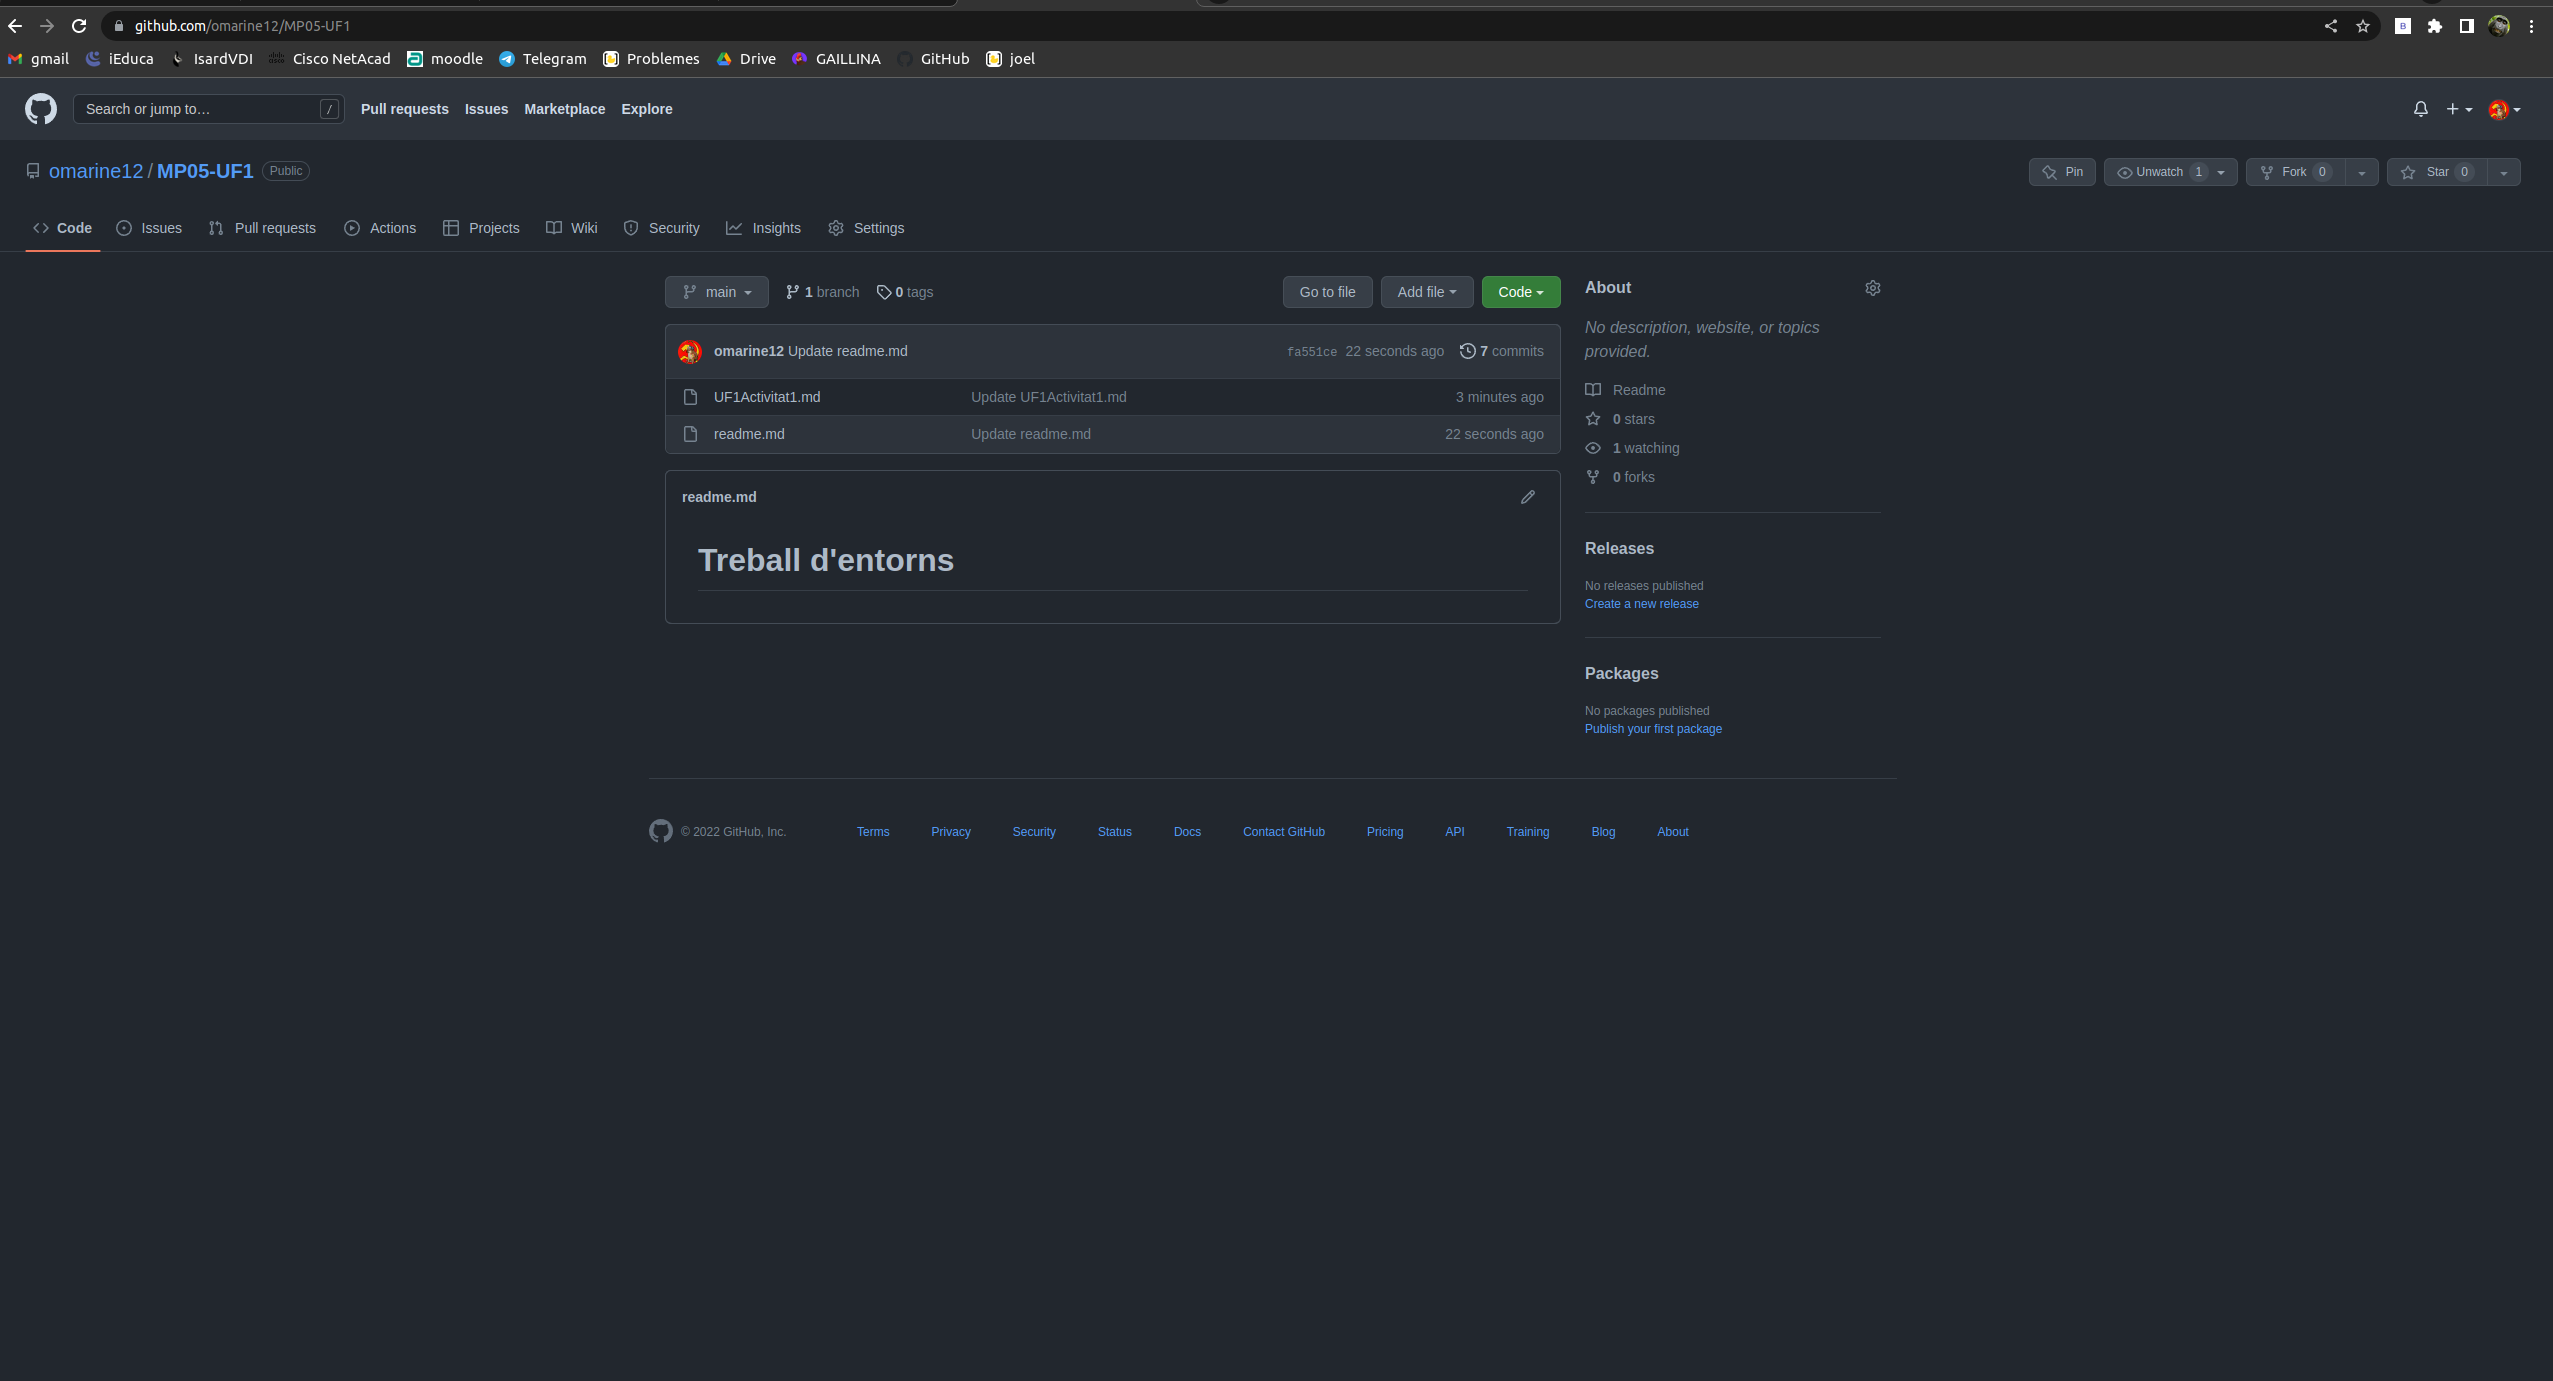 github.com/omarine12/MP05-UF1
gmail iEduca IsardVDI Cisco NetAcad moodle Telegram Problemes Drive GAILLINA GitHub joel
Search or jump to… / Pull requests Issues Marketplace Explore
omarine12 / MP05-UF1 Public Pin Unwatch 1 Fork 0 Star 0
Code Issues Pull requests Actions Projects Wiki Security Insights Settings
main 1 branch 0 tags Go to file Add file Code
omarine12 Update readme.md fa551ce 22 seconds ago 7 commits
UF1Activitat1.md Update UF1Activitat1.md 3 minutes ago
readme.md Update readme.md 22 seconds ago
readme.md
Treball d'entorns
About
No description, website, or topics
provided.
Readme
0 stars
1 watching
0 forks
Releases
No releases published
Create a new release
Packages
No packages published
Publish your first package
© 2022 GitHub, Inc. Terms Privacy Security Status Docs Contact GitHub Pricing API Training Blog About